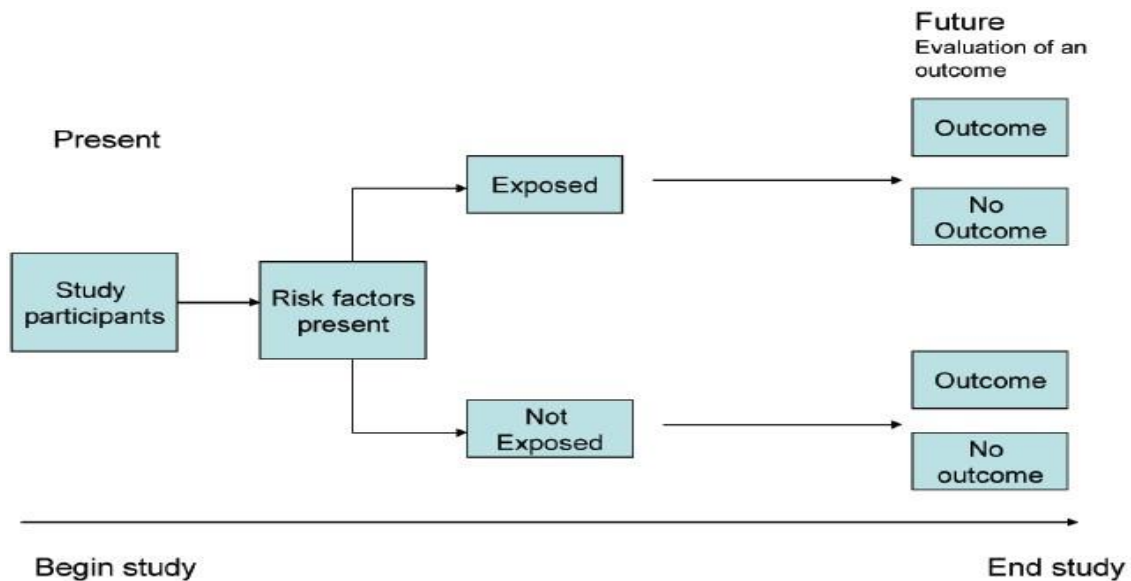 Future
Evaluation of an
outcome
Present
Outcome
Exposed
No
Outcome
Study
participants
Risk factors
present
Outcome
Not
Exposed
No
outcome
Begin study
End study